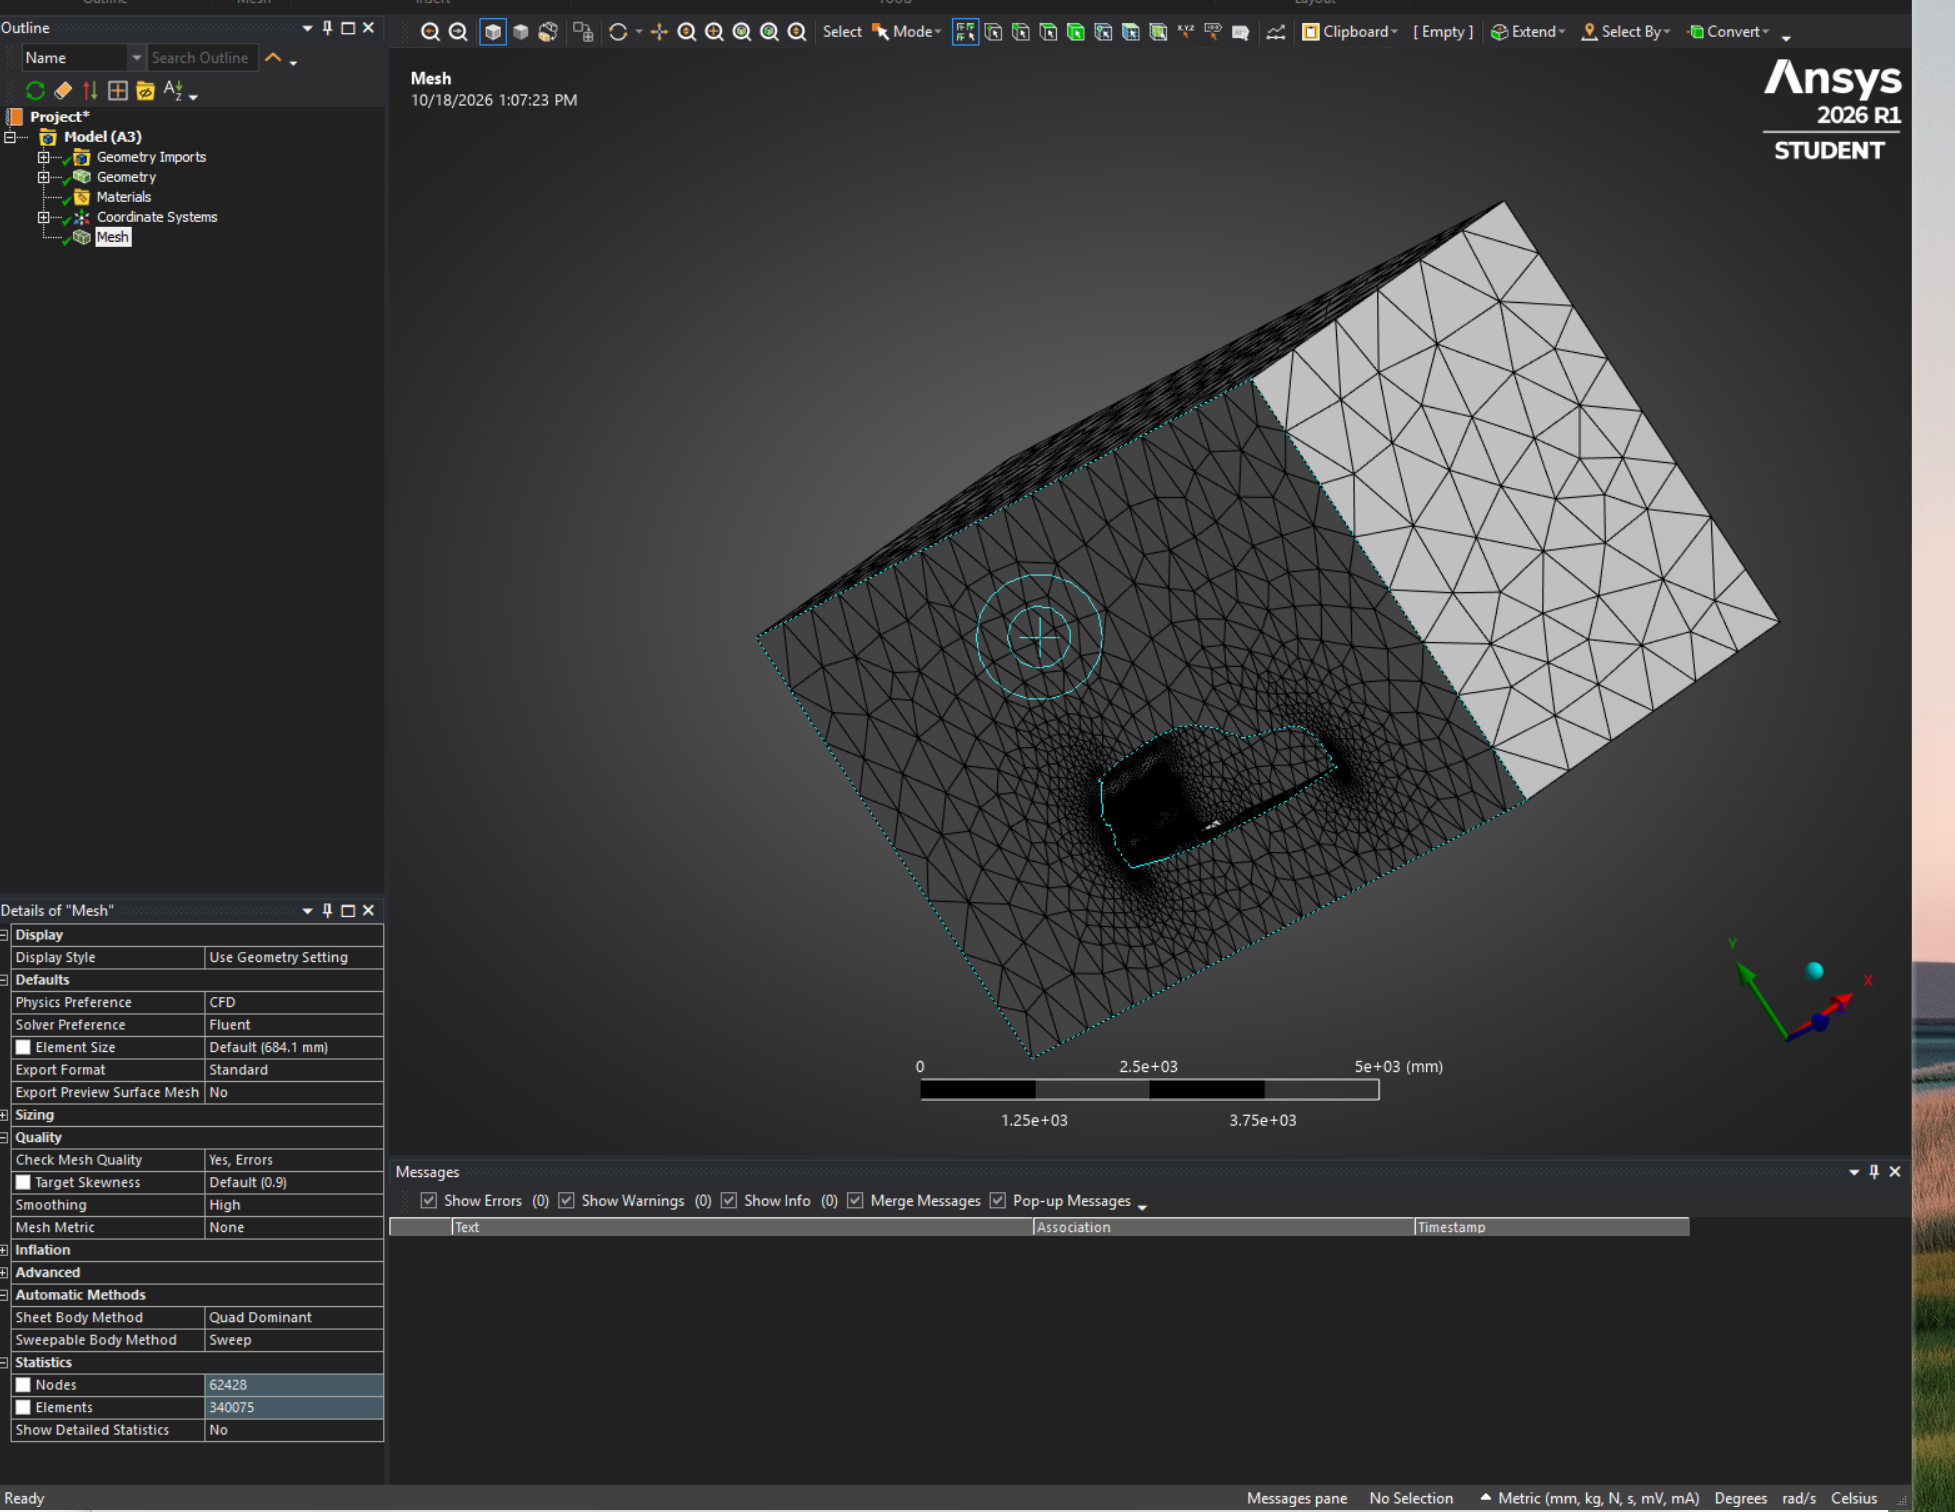 Outline Mesh Insert Tools Layout
Outline
Name Search Outline
Select Mode Clipboard [ Empty ] Extend Select By Convert
Project*
Model (A3)
Geometry Imports
Geometry
Materials
Coordinate Systems
Mesh
Mesh
10/18/2026 1:07:23 PM
Ansys
2026 R1
STUDENT
Y
X
0 2.5e+03 5e+03 (mm)
1.25e+03 3.75e+03
Details of "Mesh"
Display
Display Style Use Geometry Setting
Defaults
Physics Preference CFD
Solver Preference Fluent
Element Size Default (684.1 mm)
Export Format Standard
Export Preview Surface Mesh No
Sizing
Quality
Check Mesh Quality Yes, Errors
Target Skewness Default (0.9)
Smoothing High
Mesh Metric None
Inflation
Advanced
Automatic Methods
Sheet Body Method Quad Dominant
Sweepable Body Method Sweep
Statistics
Nodes 62428
Elements 340075
Show Detailed Statistics No
Messages
Show Errors (0) Show Warnings (0) Show Info (0) Merge Messages Pop-up Messages
Text Association Timestamp
Ready
Messages pane No Selection Metric (mm, kg, N, s, mV, mA) Degrees rad/s Celsius